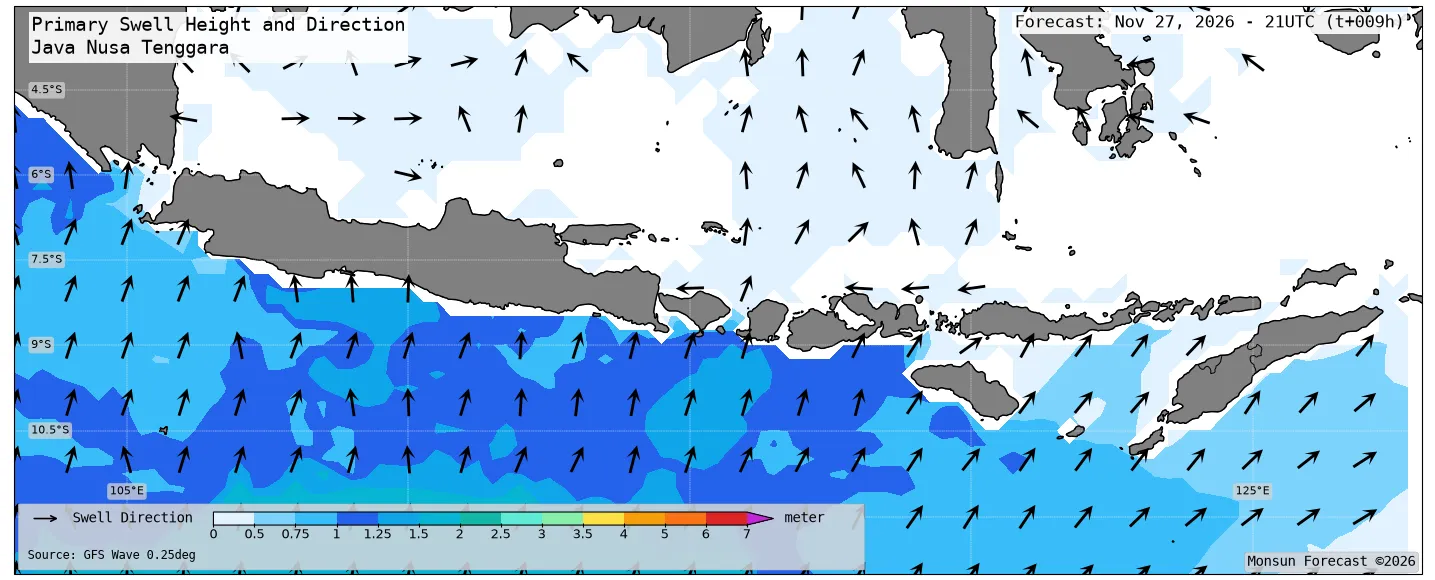 Primary Swell Height and Direction
Java Nusa Tenggara
Forecast: Nov 27, 2026 - 21UTC (t+009h)
4.5°S
6°S
7.5°S
9°S
10.5°S
105°E
125°E
Swell Direction
0 0.5 0.75 1 1.25 1.5 2 2.5 3 3.5 4 5 6 7
meter
Source: GFS Wave 0.25deg
Monsun Forecast ©2026